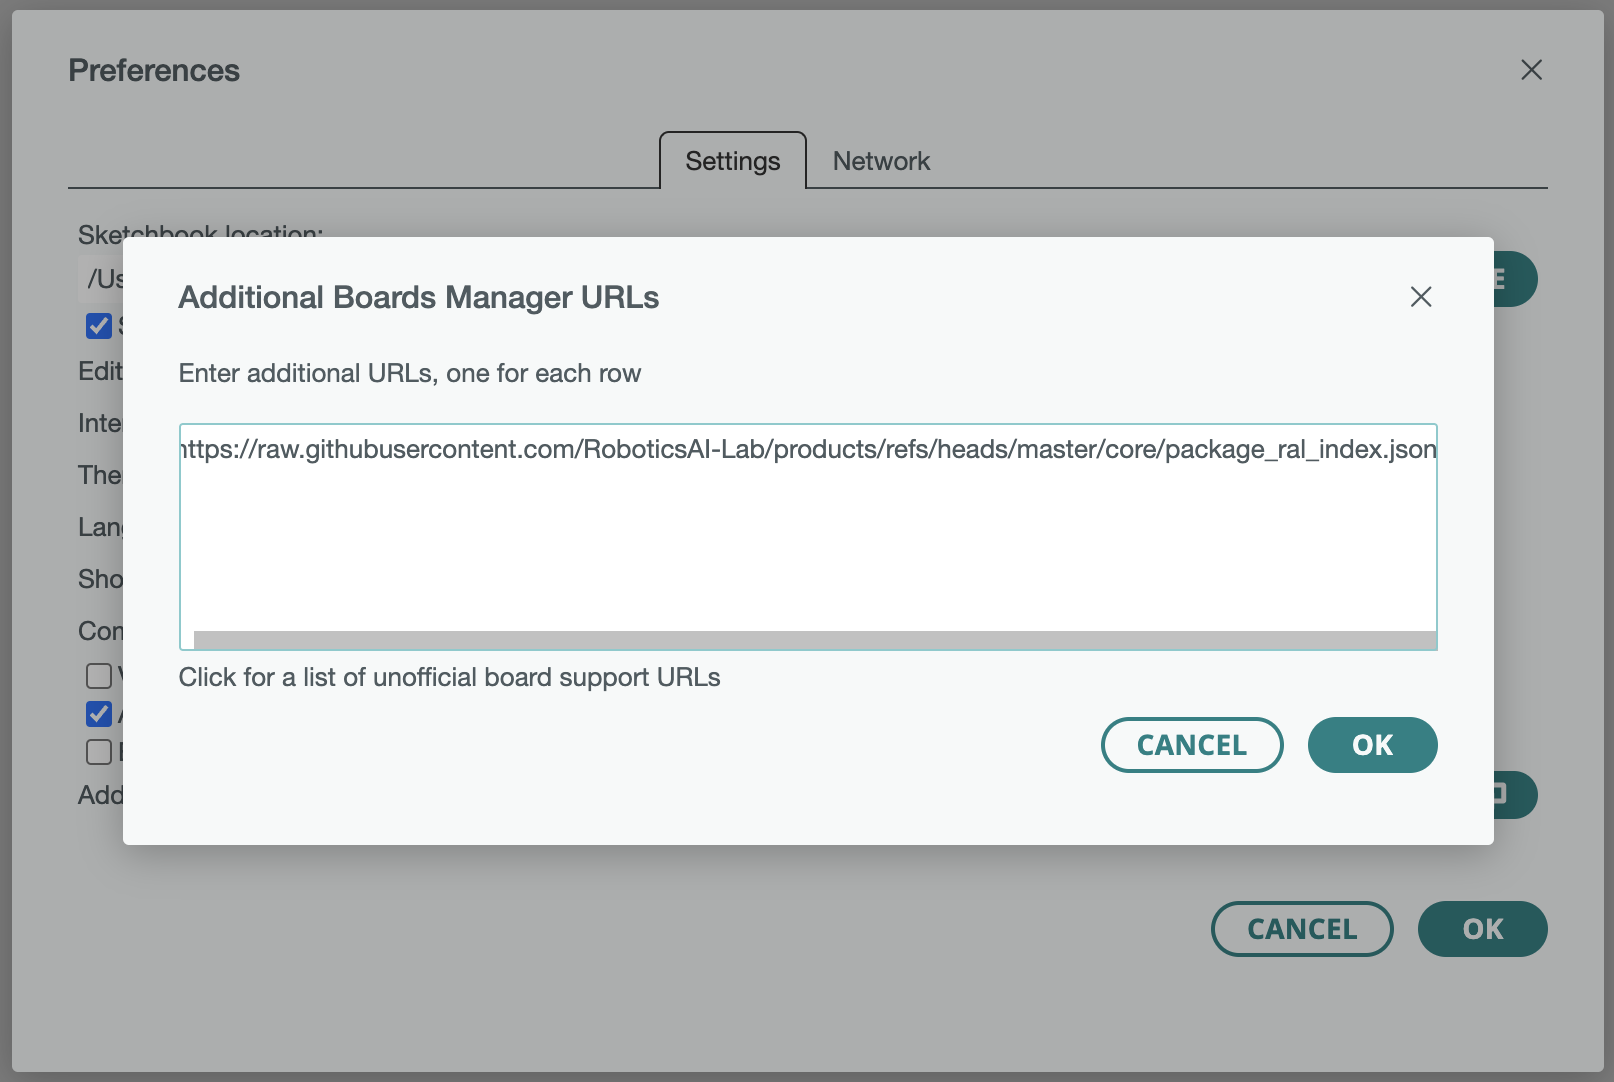 Preferences
Settings
Network
Sketchbook location:
/Us
Additional Boards Manager URLs
Edit
Enter additional URLs, one for each row
Inte
https://raw.githubusercontent.com/RoboticsAI-Lab/products/refs/heads/master/core/package_ral_index.json
The
Lang
Sho
Con
Click for a list of unofficial board support URLs
CANCEL
OK
Add
CANCEL
OK